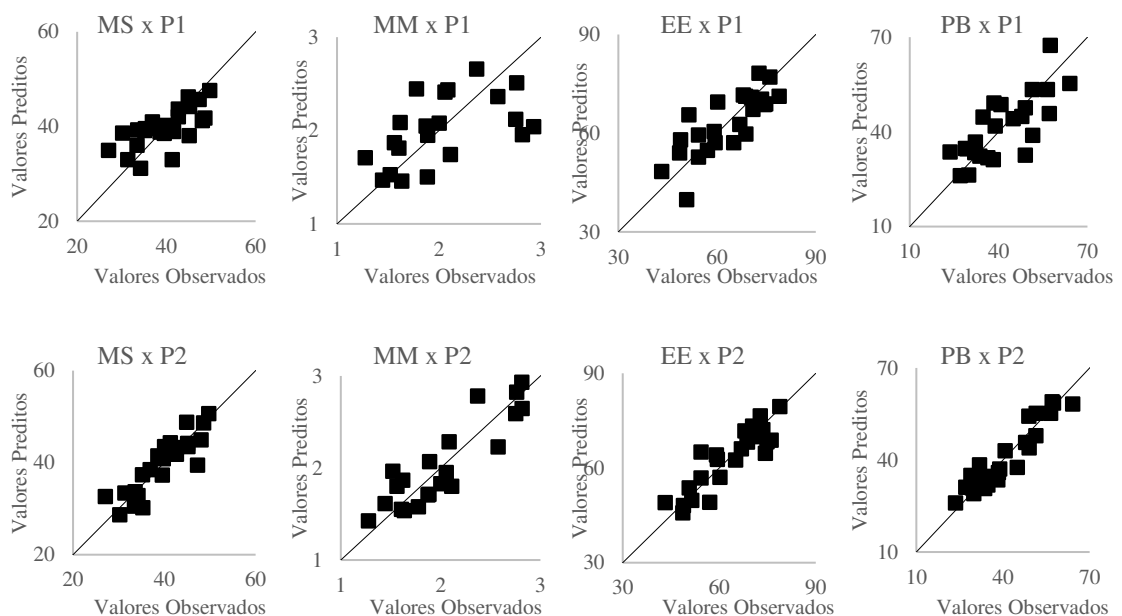 MS x P1
Valores Preditos
60
40
20
20 40 60
Valores Observados
MM x P1
Valores Preditos
3
2
1
1 2 3
Valores Observados
EE x P1
Valores Preditos
90
60
30
30 60 90
Valores Observados
PB x P1
Valores Preditos
70
40
10
10 40 70
Valores Observados
MS x P2
Valores Preditos
60
40
20
20 40 60
Valores Observados
MM x P2
Valores Preditos
3
2
1
1 2 3
Valores Observados
EE x P2
Valores Preditos
90
60
30
30 60 90
Valores Observados
PB x P2
Valores Preditos
70
40
10
10 40 70
Valores Observados